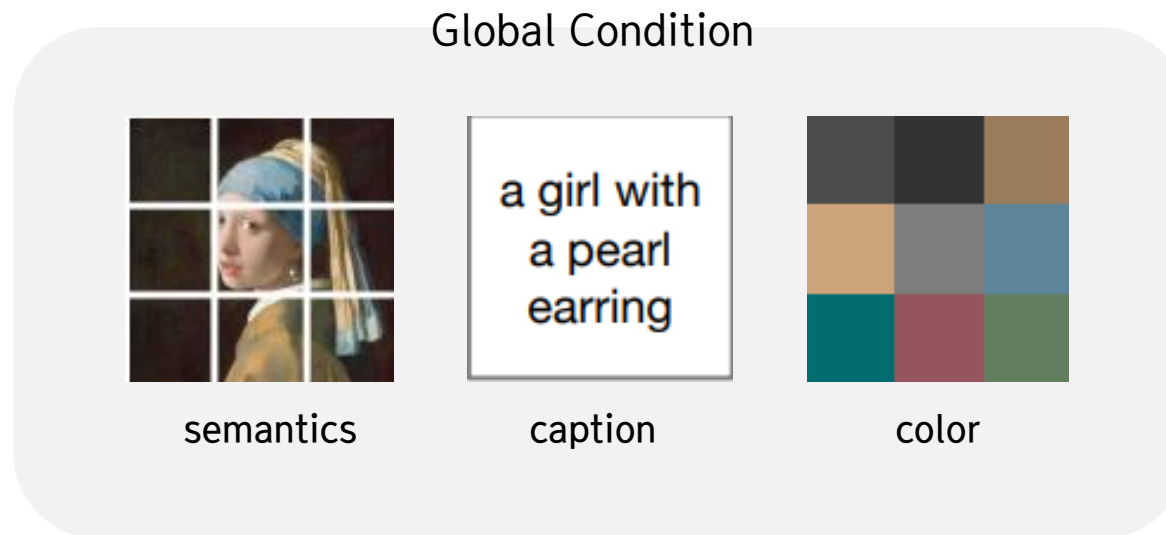 Global Condition
a girl with
a pearl
earring
semantics
caption
color